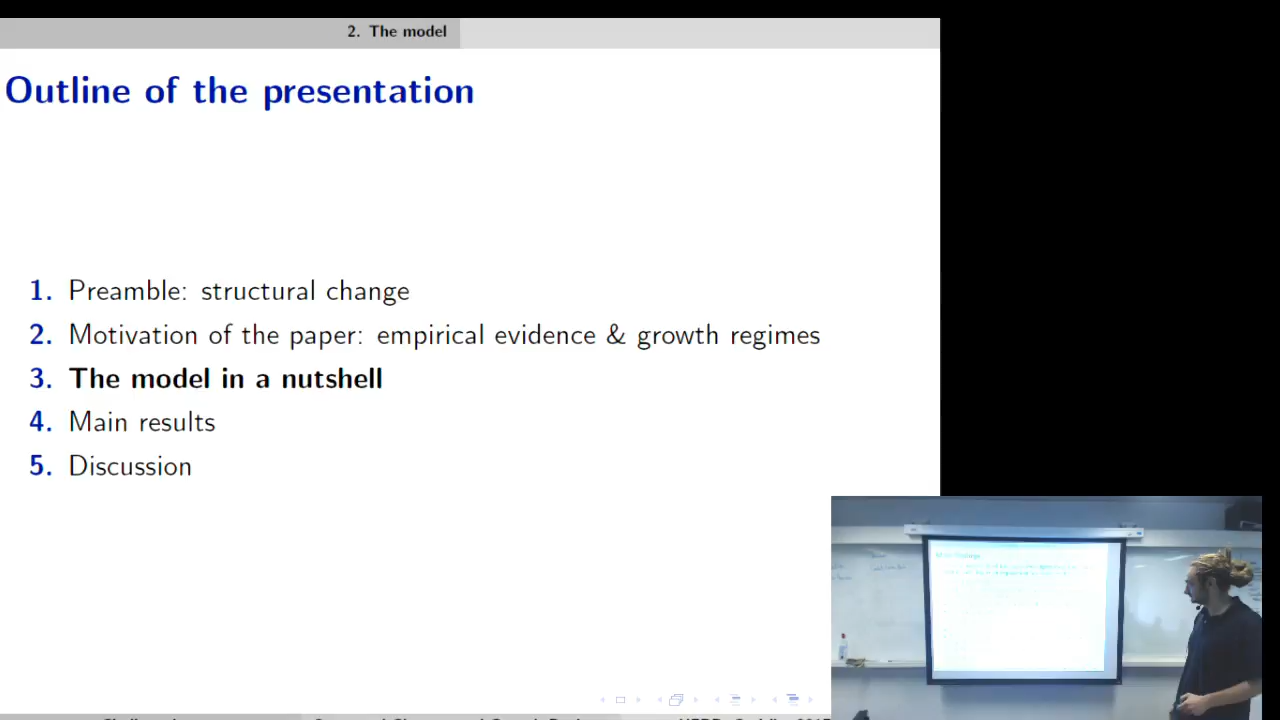 2. The model
Outline of the presentation
1. Preamble: structural change
2. Motivation of the paper: empirical evidence & growth regimes
3. The model in a nutshell
4. Main results
5. Discussion